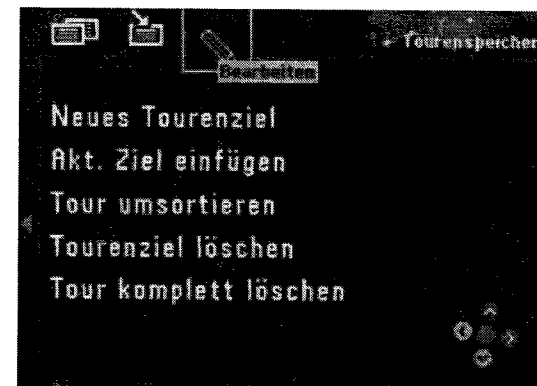 Tourenspeicher
Bearbeiten
Neues Tourenziel
Akt. Ziel einfügen
Tour umsortieren
Tourenziel löschen
Tour komplett löschen